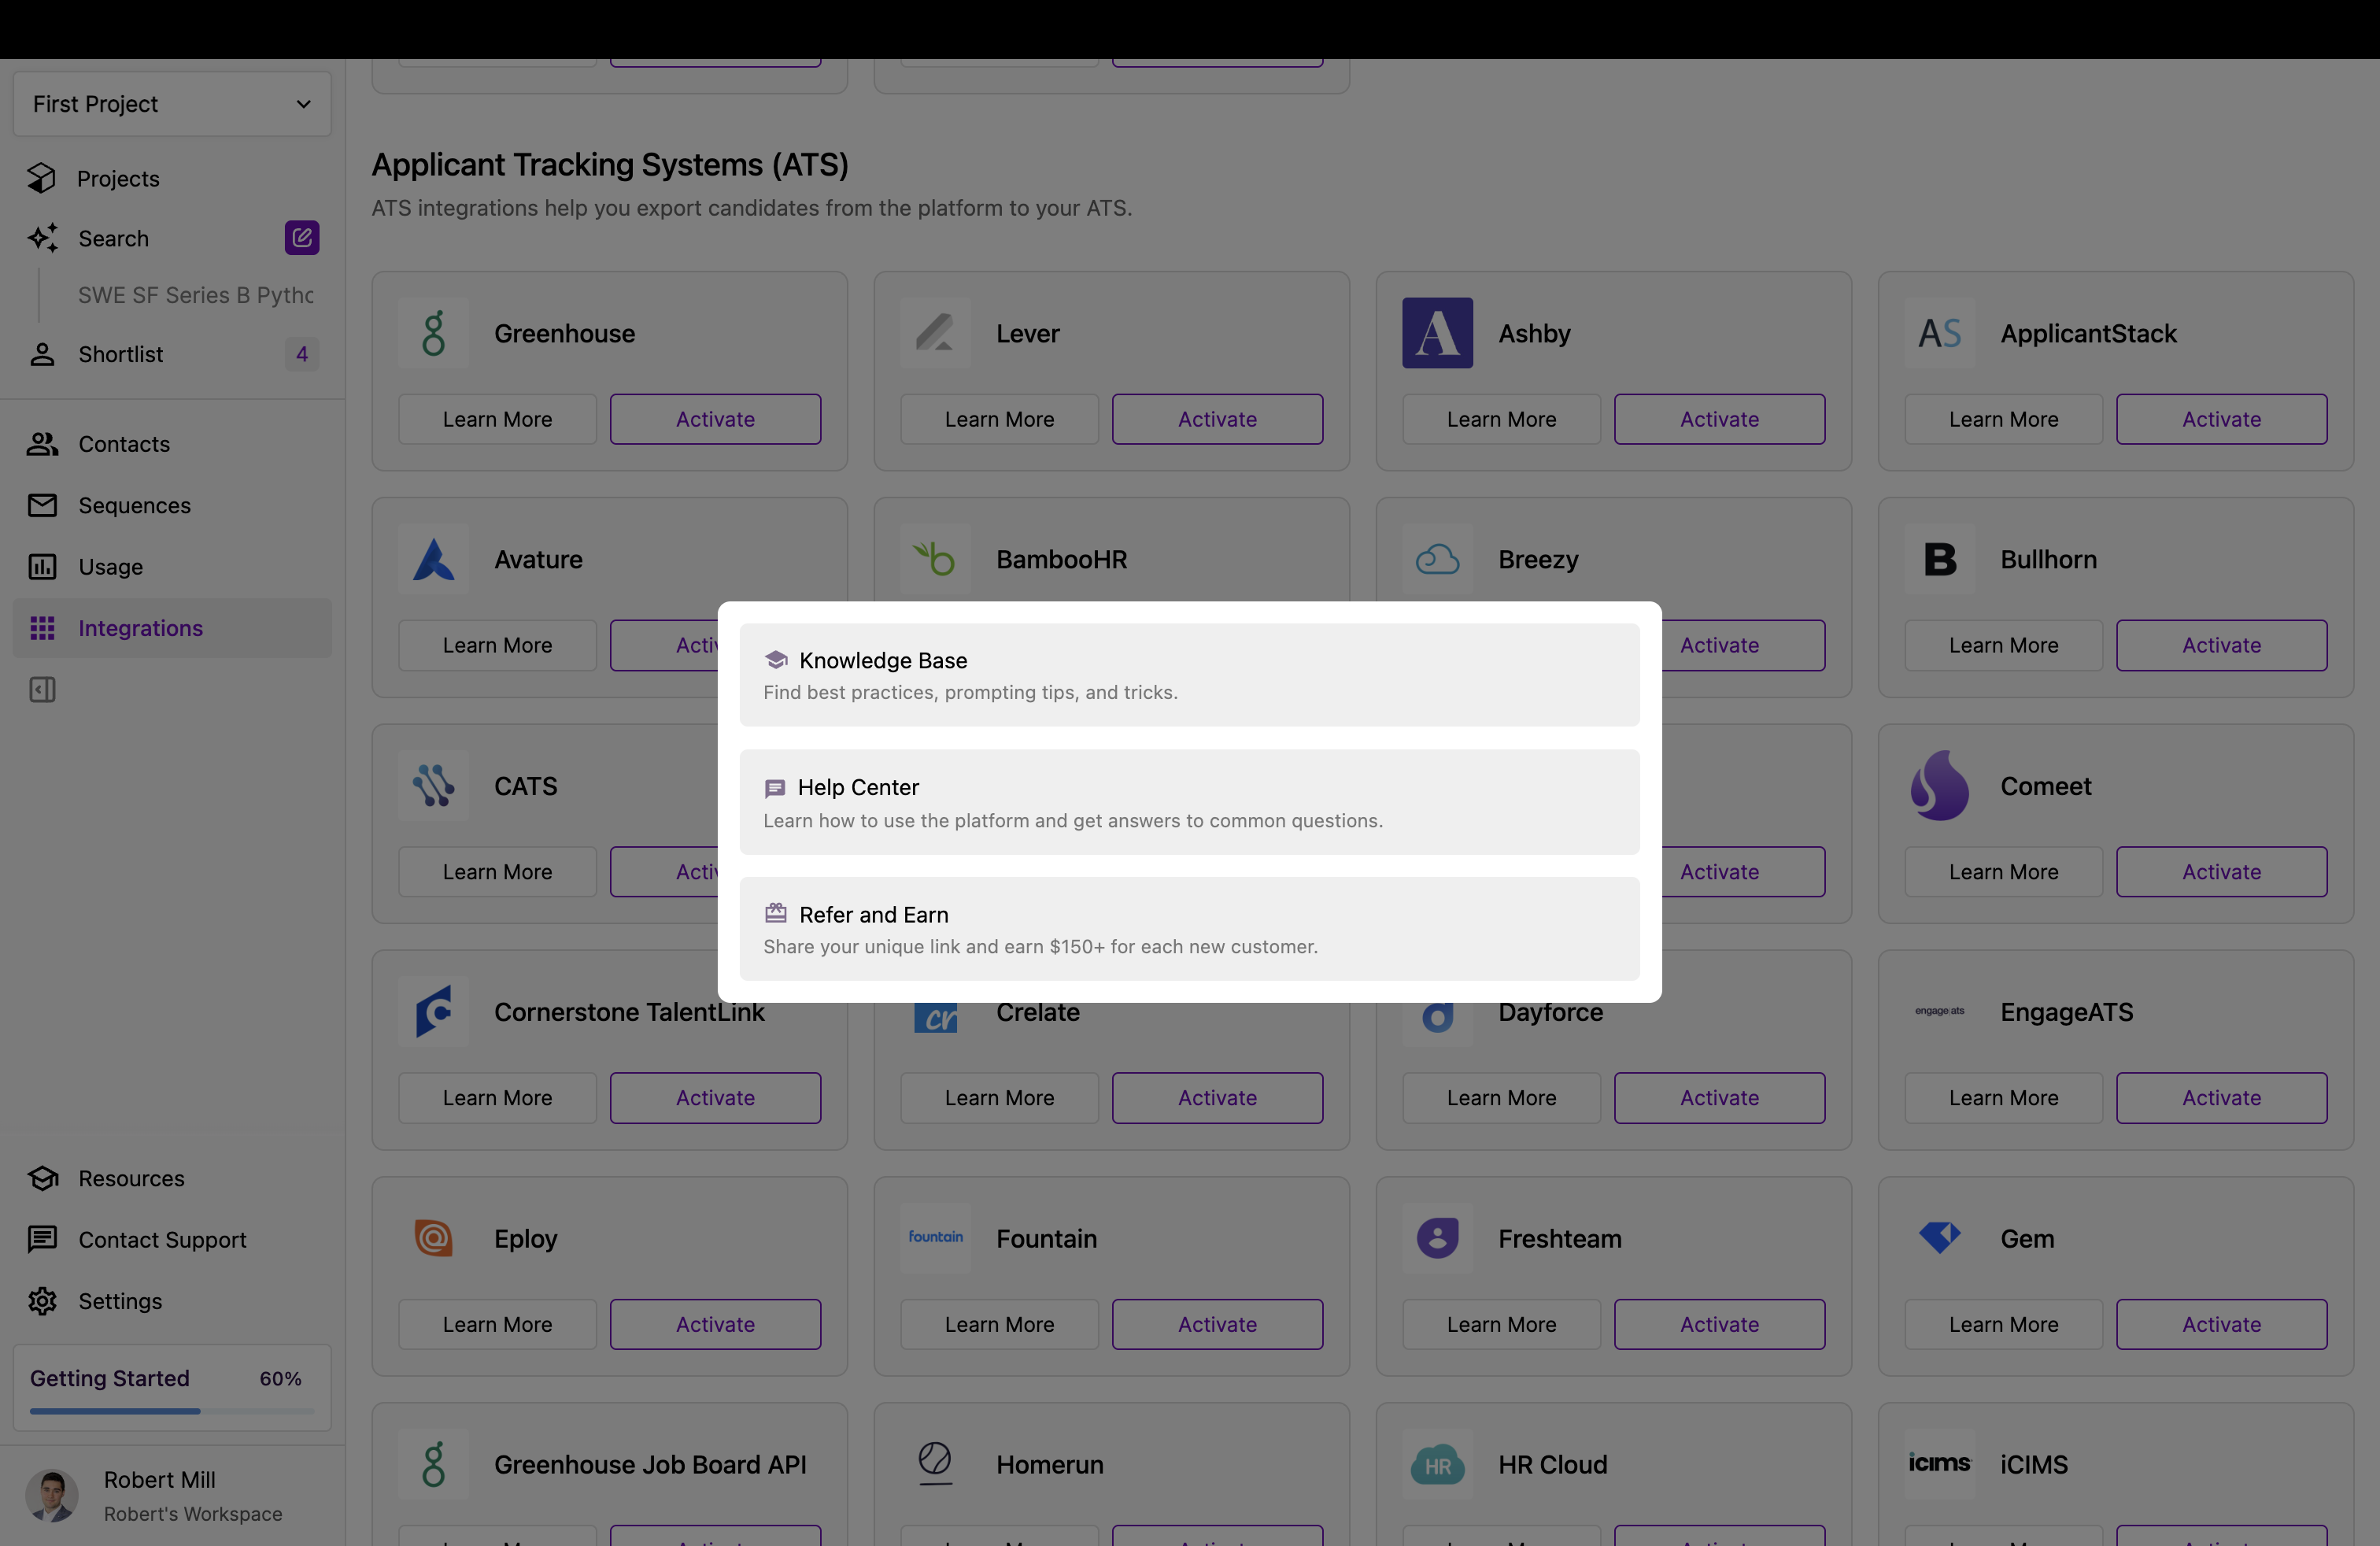 First Project
Projects
Search
SWE SF Series B Pytho
Shortlist
4
Contacts
Sequences
Usage
Integrations
Resources
Contact Support
Settings
Getting Started
60%
Robert Mill
Robert's Workspace
Applicant Tracking Systems (ATS)
ATS integrations help you export candidates from the platform to your ATS.
Greenhouse
Learn More
Activate
Lever
Learn More
Activate
A
Ashby
Learn More
Activate
AS
ApplicantStack
Learn More
Activate
Avature
Learn More
b
BambooHR
Breezy
Activate
B
Bullhorn
Learn More
Activate
Knowledge Base
Find best practices, prompting tips, and tricks.
Help Center
Learn how to use the platform and get answers to common questions.
Refer and Earn
Share your unique link and earn $150+ for each new customer.
CATS
Learn More
Activate
Comeet
Learn More
Activate
Cornerstone TalentLink
Learn More
Activate
cr
Crelate
Learn More
Activate
d
Dayforce
Learn More
Activate
engage ats
EngageATS
Learn More
Activate
Eploy
Learn More
Activate
fountain
Fountain
Learn More
Activate
Freshteam
Learn More
Activate
Gem
Learn More
Activate
Greenhouse Job Board API
Homerun
HR
HR Cloud
icims
iCIMS